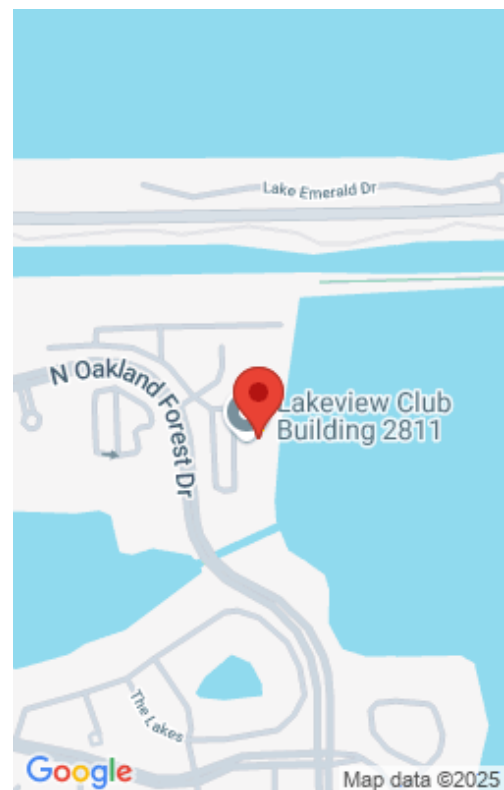 Lake Emerald Dr
N Oakland Forest Dr
Lakeview Club
Building 2811
The Lakes
Google
Map data ©2025